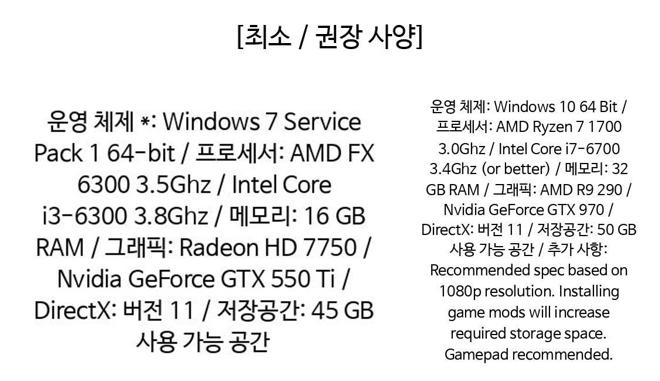 [최소 / 권장 사양]
운영 체제 *: Windows 7 Service
Pack 1 64-bit / 프로세서: AMD FX
6300 3.5Ghz / Intel Core
i3-6300 3.8Ghz / 메모리: 16 GB
RAM / 그래픽: Radeon HD 7750 /
Nvidia GeForce GTX 550 Ti /
DirectX: 버전 11 / 저장공간: 45 GB
사용 가능 공간
운영 체제: Windows 10 64 Bit /
프로세서: AMD Ryzen 7 1700
3.0Ghz / Intel Core i7-6700
3.4Ghz (or better) / 메모리: 32
GB RAM / 그래픽: AMD R9 290 /
Nvidia GeForce GTX 970 /
DirectX: 버전 11 / 저장공간: 50 GB
사용 가능 공간 / 추가 사항:
Recommended spec based on
1080p resolution. Installing
game mods will increase
required storage space.
Gamepad recommended.